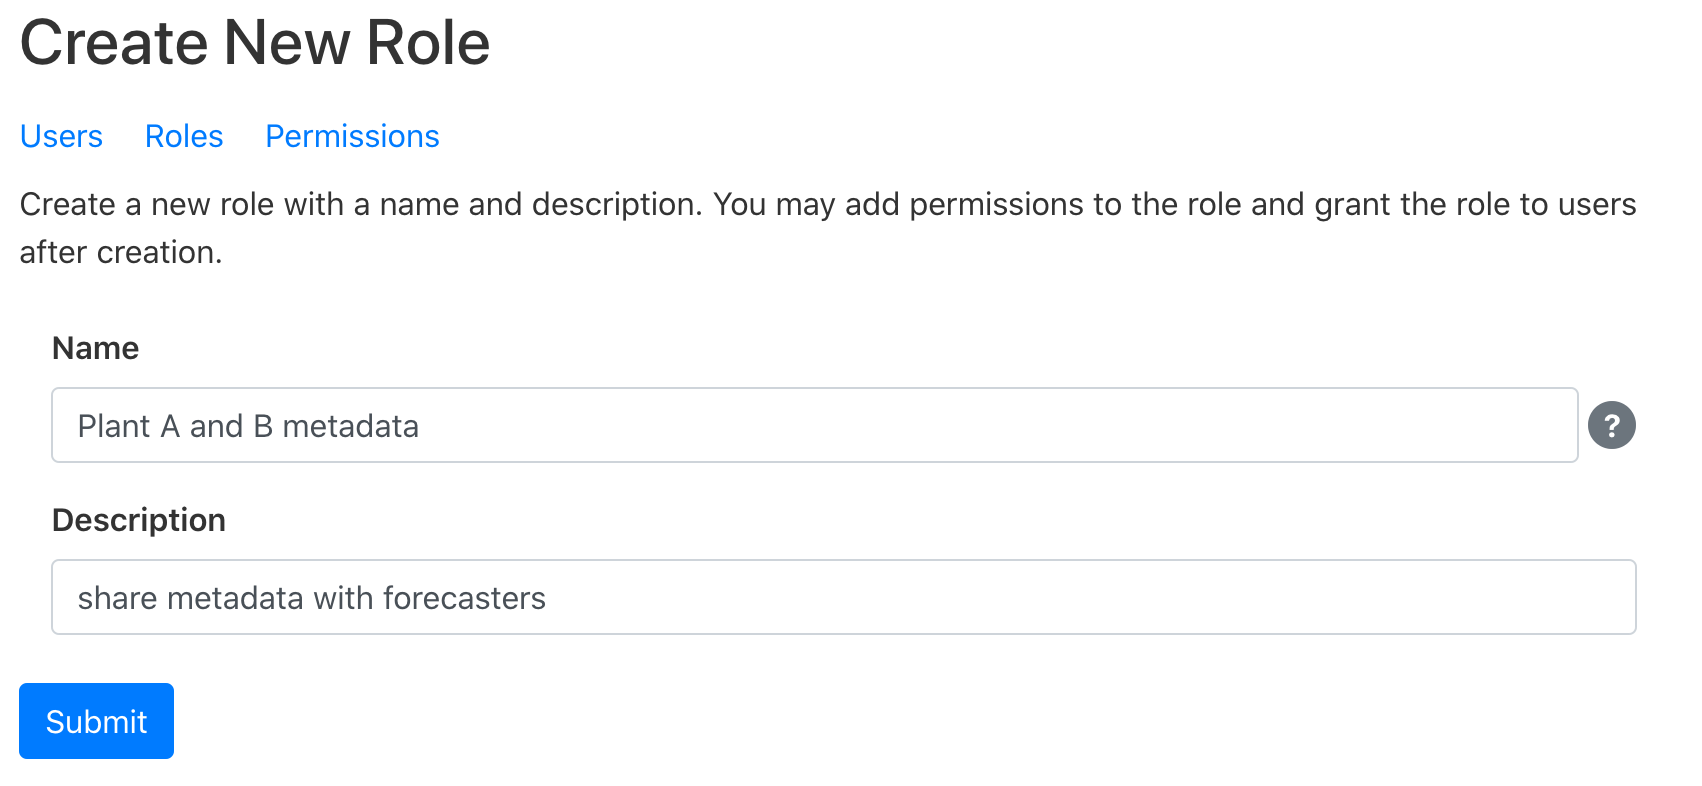 Create New Role
Users Roles Permissions
Create a new role with a name and description. You may add permissions to the role and grant the role to users
after creation.
Name
Plant A and B metadata
?
Description
share metadata with forecasters
Submit